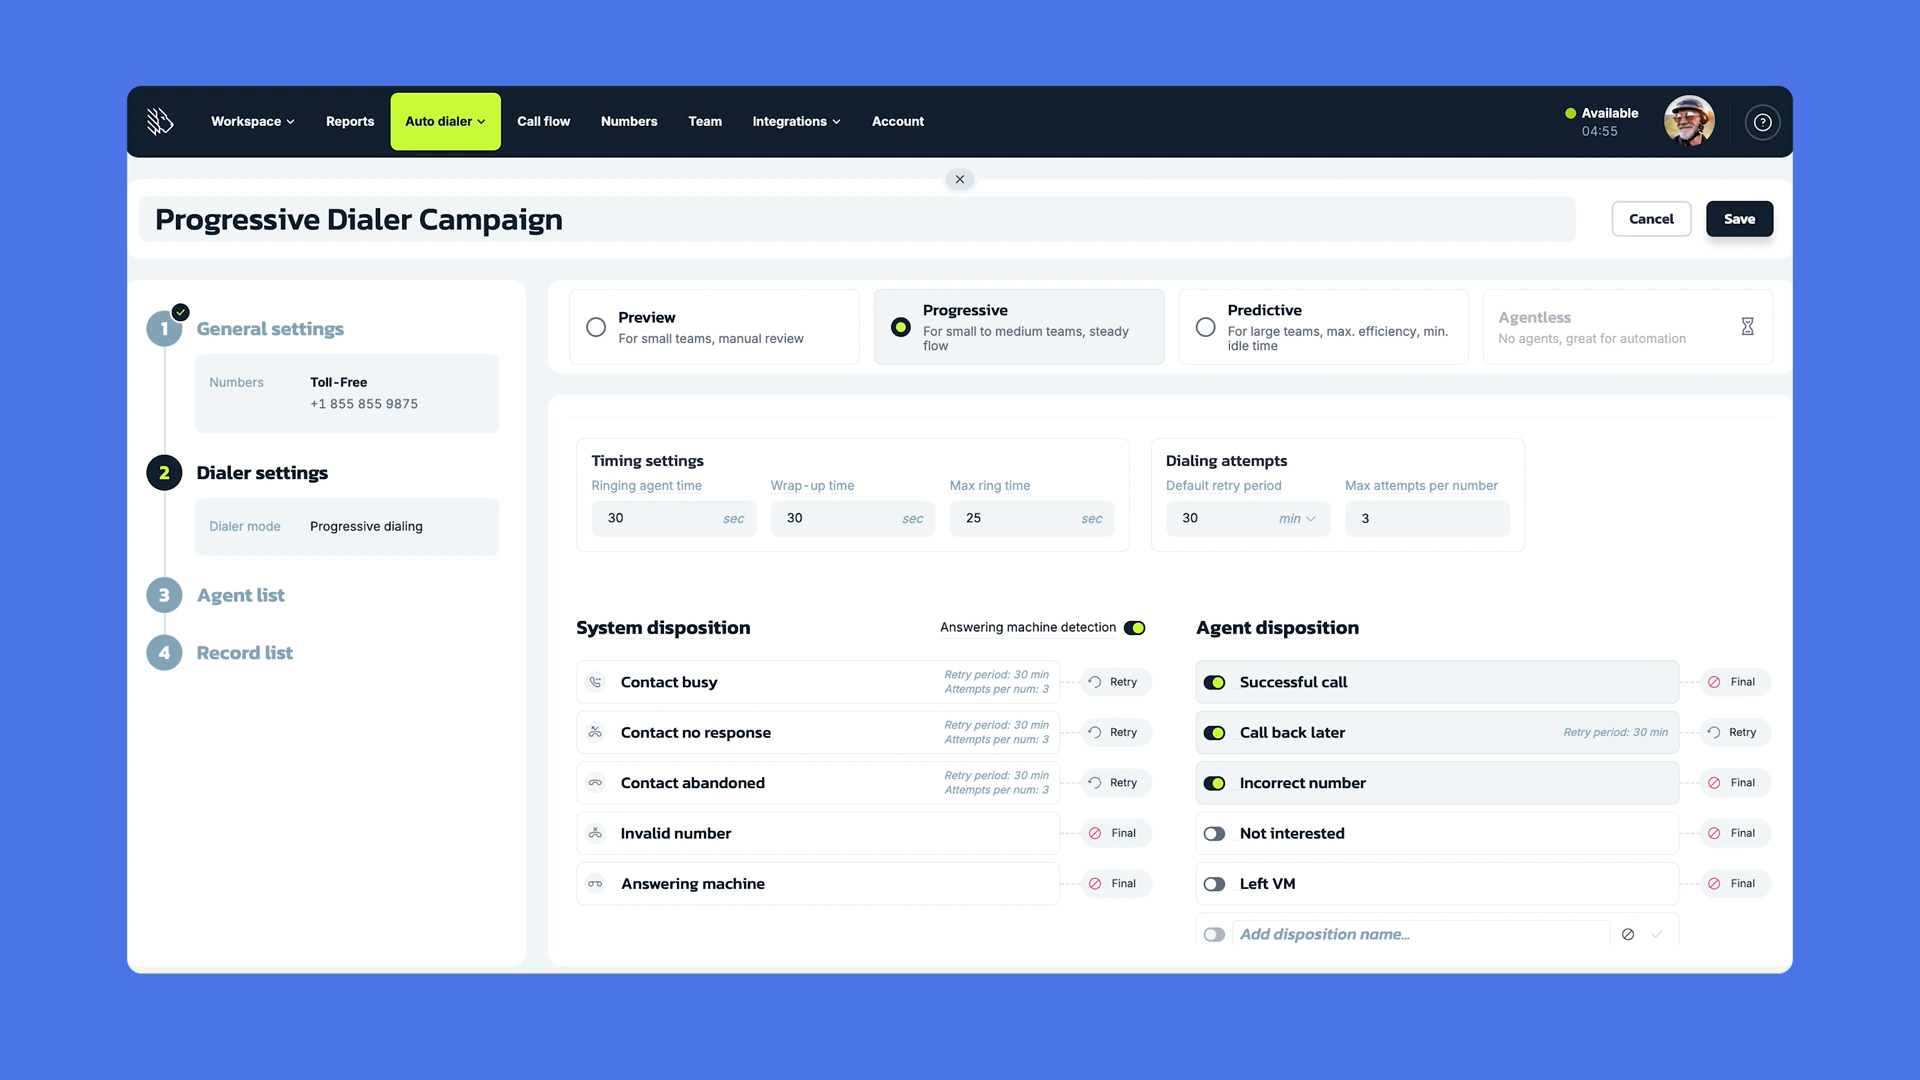 Workspace
Reports
Auto dialer
Call flow
Numbers
Team
Integrations
Account
Available
04:55
?
Progressive Dialer Campaign
Cancel
Save
1
General settings
Numbers
Toll-Free
+1 855 855 9875
2
Dialer settings
Dialer mode
Progressive dialing
3
Agent list
4
Record list
Preview
For small teams, manual review
Progressive
For small to medium teams, steady
flow
Predictive
For large teams, max. efficiency, min.
idle time
Agentless
No agents, great for automation
Timing settings
Ringing agent time
Wrap-up time
Max ring time
30 sec
30 sec
25 sec
Dialing attempts
Default retry period
Max attempts per number
30 min
3
System disposition
Answering machine detection
Contact busy
Retry period: 30 min
Attempts per num: 3
Retry
Contact no response
Retry period: 30 min
Attempts per num: 3
Retry
Contact abandoned
Retry period: 30 min
Attempts per num: 3
Retry
Invalid number
Final
Answering machine
Final
Agent disposition
Successful call
Final
Call back later
Retry period: 30 min
Retry
Incorrect number
Final
Not interested
Final
Left VM
Final
Add disposition name...